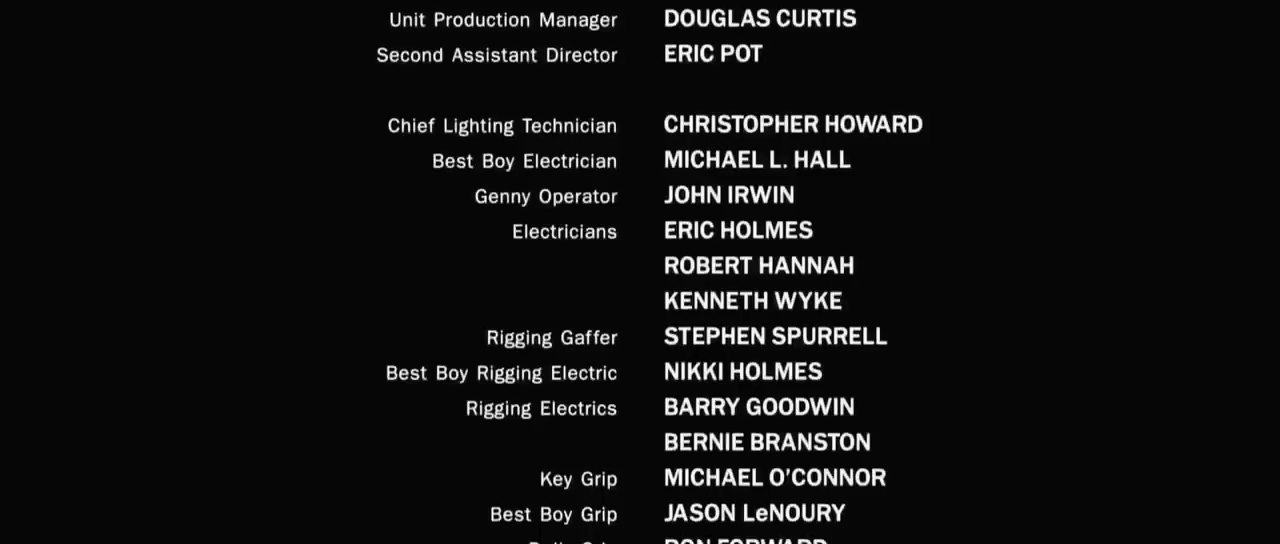 Unit Production Manager DOUGLAS CURTIS
Second Assistant Director ERIC POT
Chief Lighting Technician CHRISTOPHER HOWARD
Best Boy Electrician MICHAEL L. HALL
Genny Operator JOHN IRWIN
Electricians ERIC HOLMES
ROBERT HANNAH
KENNETH WYKE
Rigging Gaffer STEPHEN SPURRELL
Best Boy Rigging Electric NIKKI HOLMES
Rigging Electrics BARRY GOODWIN
BERNIE BRANSTON
Key Grip MICHAEL O'CONNOR
Best Boy Grip JASON LeNOURY
RON FORWARD